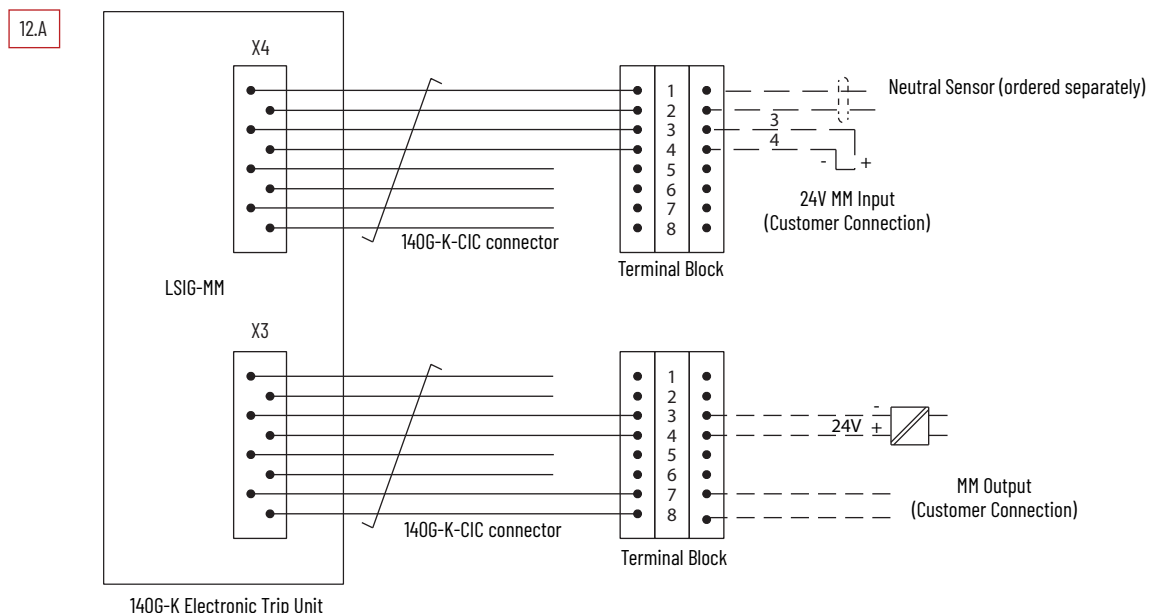 12.A
X4
1
2
3
4
5
6
7
8
Neutral Sensor (ordered separately)
3
4
- +
24V MM Input
(Customer Connection)
140G-K-CIC connector
Terminal Block
LSIG-MM
X3
1
2
3
4
5
6
7
8
-
24V +
MM Output
(Customer Connection)
140G-K-CIC connector
Terminal Block
140G-K Electronic Trip Unit